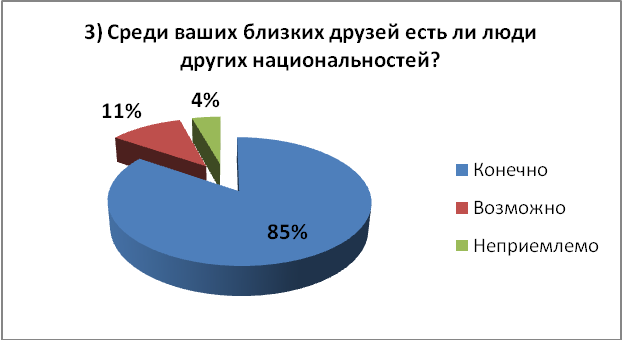 3) Среди ваших близких друзей есть ли люди
других национальностей?
4%
11%
85%
Конечно
Возможно
Неприемлемо